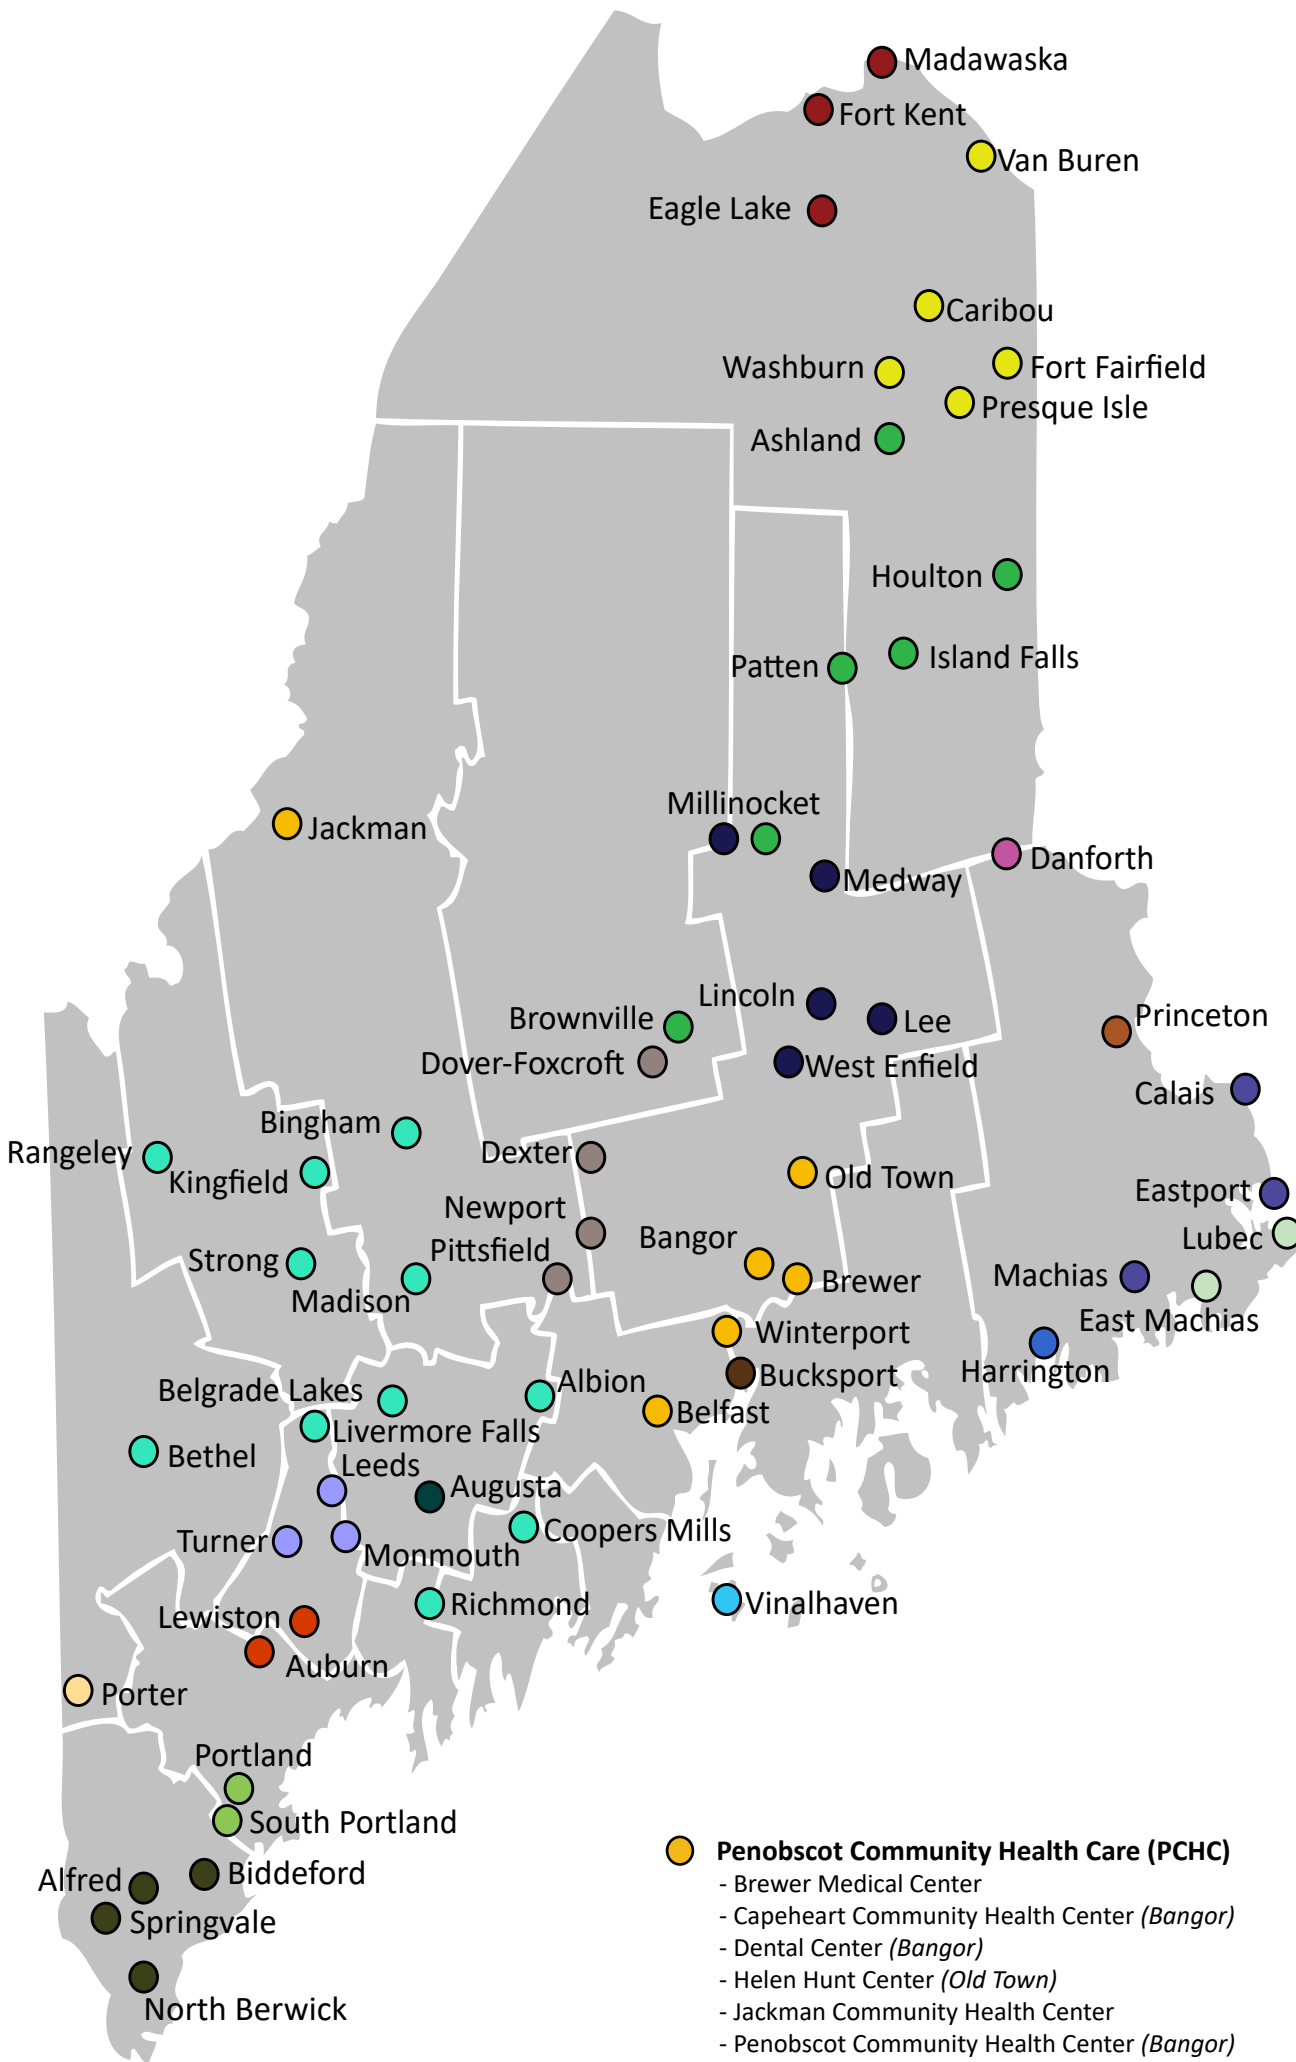 Madawaska
Fort Kent
Van Buren
Eagle Lake
Caribou
Washburn
Fort Fairfield
Presque Isle
Ashland
Houlton
Island Falls
Patten
Millinocket
Jackman
Danforth
Medway
Lincoln
Brownville
Lee
Princeton
Dover-Foxcroft
West Enfield
Calais
Bingham
Rangeley
Kingfield
Dexter
Old Town
Eastport
Newport
Lubec
Bangor
Pittsfield
Strong
Machias
Brewer
Madison
East Machias
Winterport
Harrington
Bucksport
Albion
Belgrade Lakes
Belfast
Livermore Falls
Bethel
Leeds
Augusta
Coopers Mills
Turner
Monmouth
Vinalhaven
Richmond
Lewiston
Auburn
Porter
Portland
South Portland
Biddeford
Alfred
Springvale
North Berwick
Penobscot Community Health Care (PCHC)
- Brewer Medical Center
- Capeheart Community Health Center (Bangor)
- Dental Center (Bangor)
- Helen Hunt Center (Old Town)
- Jackman Community Health Center
- Penobscot Community Health Center (Bangor)